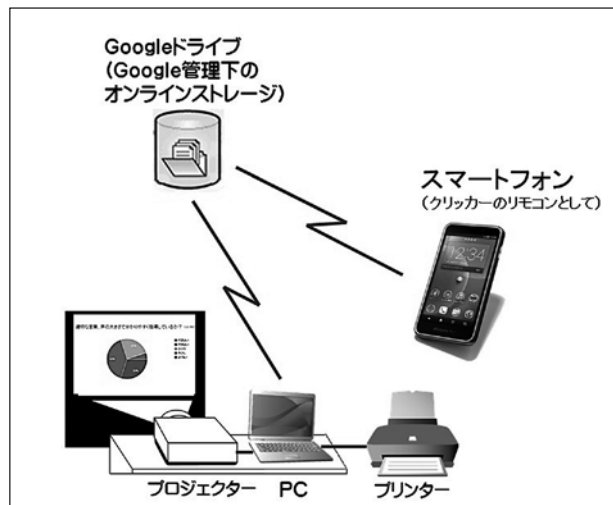 Googleドライブ
(Google管理下の
オンラインストレージ)
スマートフォン
(クリッカーのリモコンとして)
12:34
プロジェクター PC プリンター